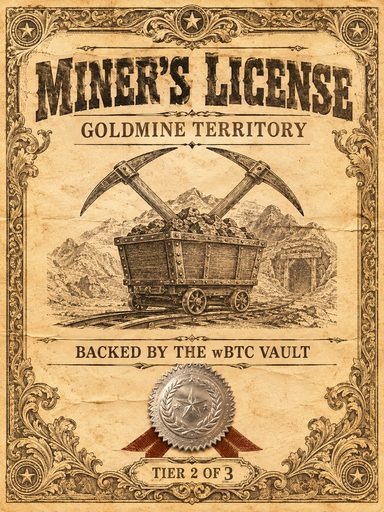 MINER'S LICENSE
GOLDMINE TERRITORY
BACKED BY THE wBTC VAULT
TIER 2 OF 3